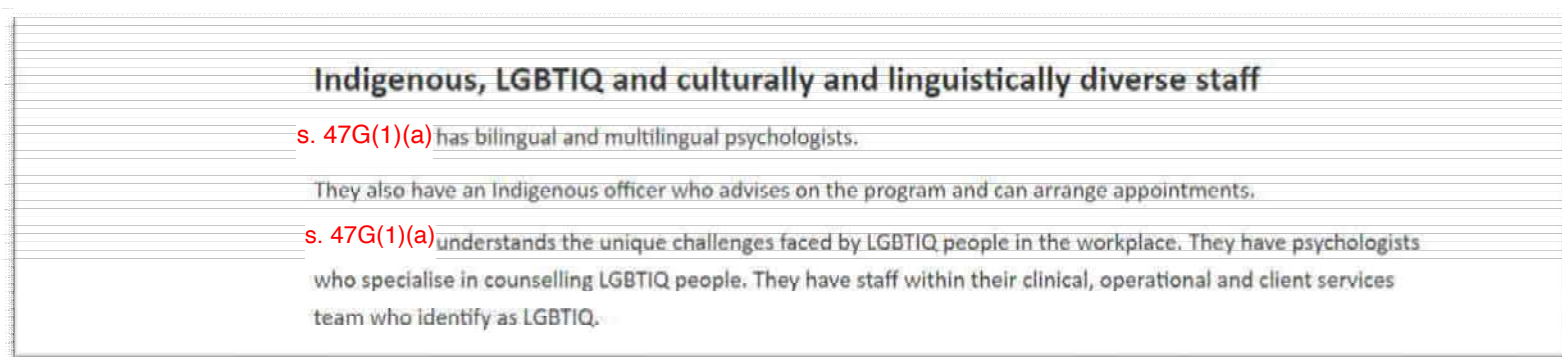 Indigenous, LGBTIQ and culturally and linguistically diverse staff
s. 47G(1)(a) has bilingual and multilingual psychologists.
They also have an Indigenous officer who advises on the program and can arrange appointments.
s. 47G(1)(a) understands the unique challenges faced by LGBTIQ people in the workplace. They have psychologists
who specialise in counselling LGBTIQ people. They have staff within their clinical, operational and client services
team who identify as LGBTIQ.